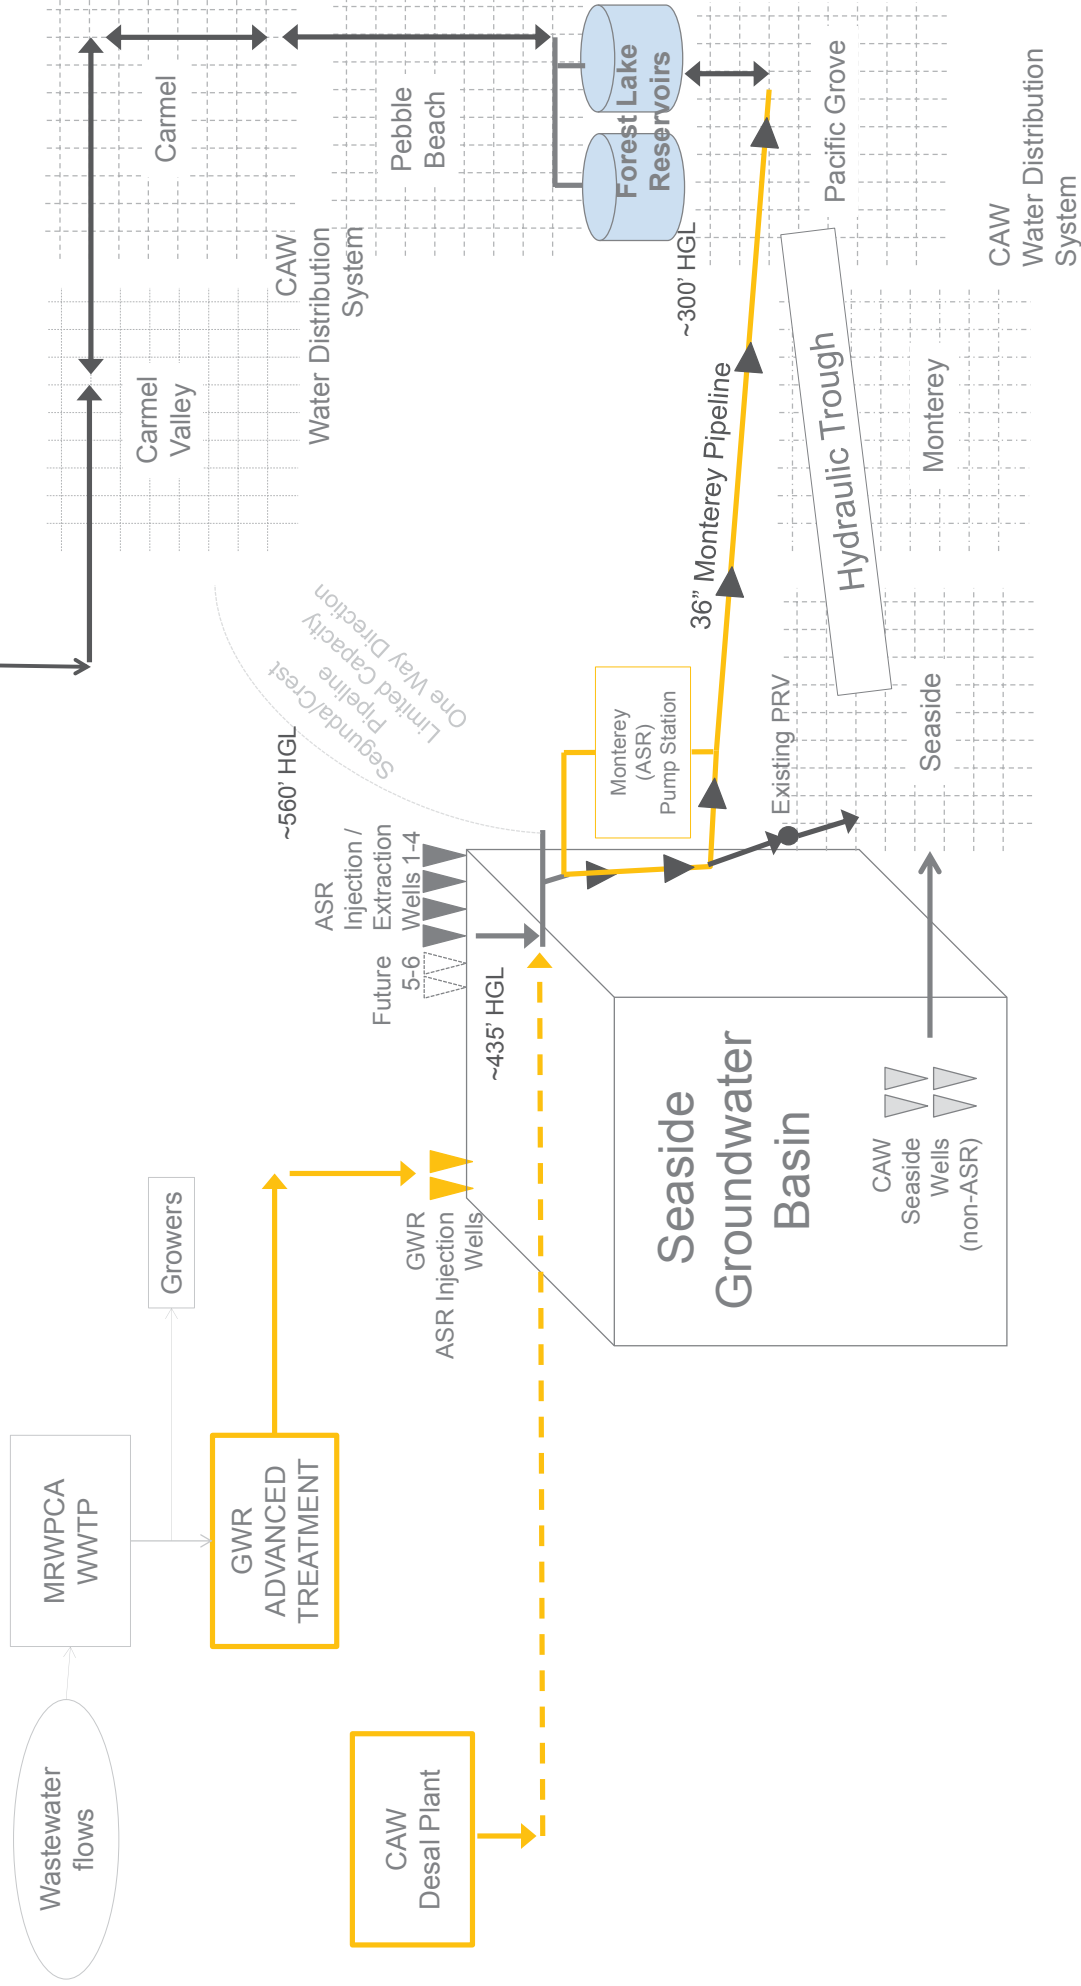 Wastewater
flows
MRWPCA
WWTP
Growers
GWR
ADVANCED
TREATMENT
CAW
Desal Plant
GWR
ASR Injection
Wells
Future
5-6
ASR
Injection /
Extraction
Wells 1-4
~435’ HGL
~560’ HGL
Segunda/Crest
Pipeline
Limited Capacity
One Way Direction
Carmel
Valley
Carmel
CAW
Water Distribution
System
Pebble
Beach
Forest Lake
Reservoirs
~300’ HGL
36” Monterey Pipeline
Monterey
(ASR)
Pump Station
Existing PRV
Seaside
Groundwater
Basin
CAW
Seaside
Wells
(non-ASR)
Hydraulic Trough
Seaside
Monterey
Pacific Grove
CAW
Water Distribution
System